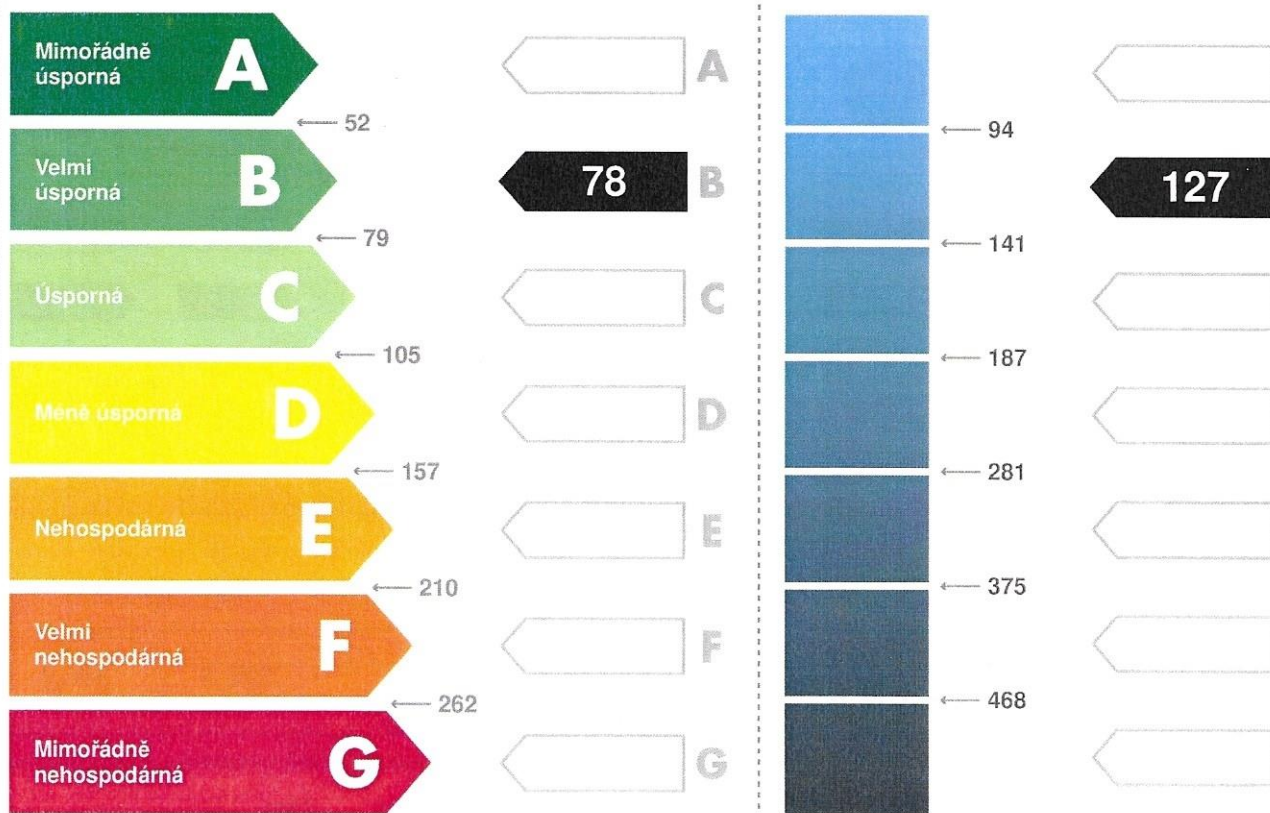 Mimořádně
úsporná
A
A
52
94
Velmi
úsporná
B
78
B
127
79
141
Úsporná
C
C
105
187
Méně úsporná
D
D
157
281
Nehospodárná
E
E
210
375
Velmi
nehospodárná
F
F
262
468
Mimořádně
nehospodárná
G
G